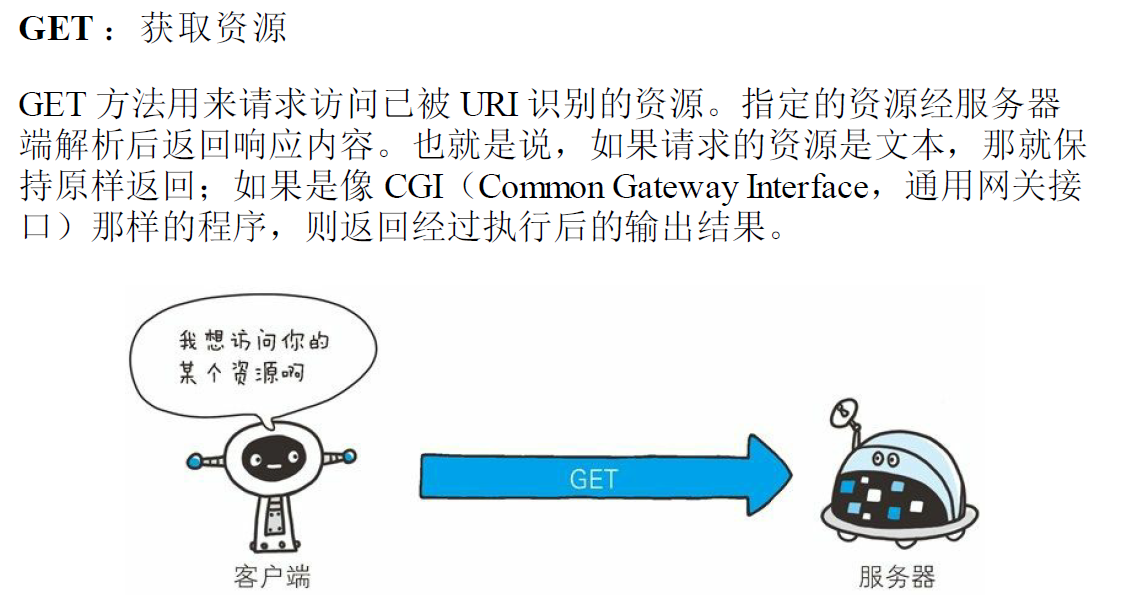 GET ：获取资源
GET 方法用来请求访问已被 URI 识别的资源。指定的资源经服务器
端解析后返回响应内容。也就是说，如果请求的资源是文本，那就保
持原样返回；如果是像 CGI（Common Gateway Interface，通用网关接
口）那样的程序，则返回经过执行后的输出结果。
我想访问你的
某个资源啊
GET
客户端
服务器